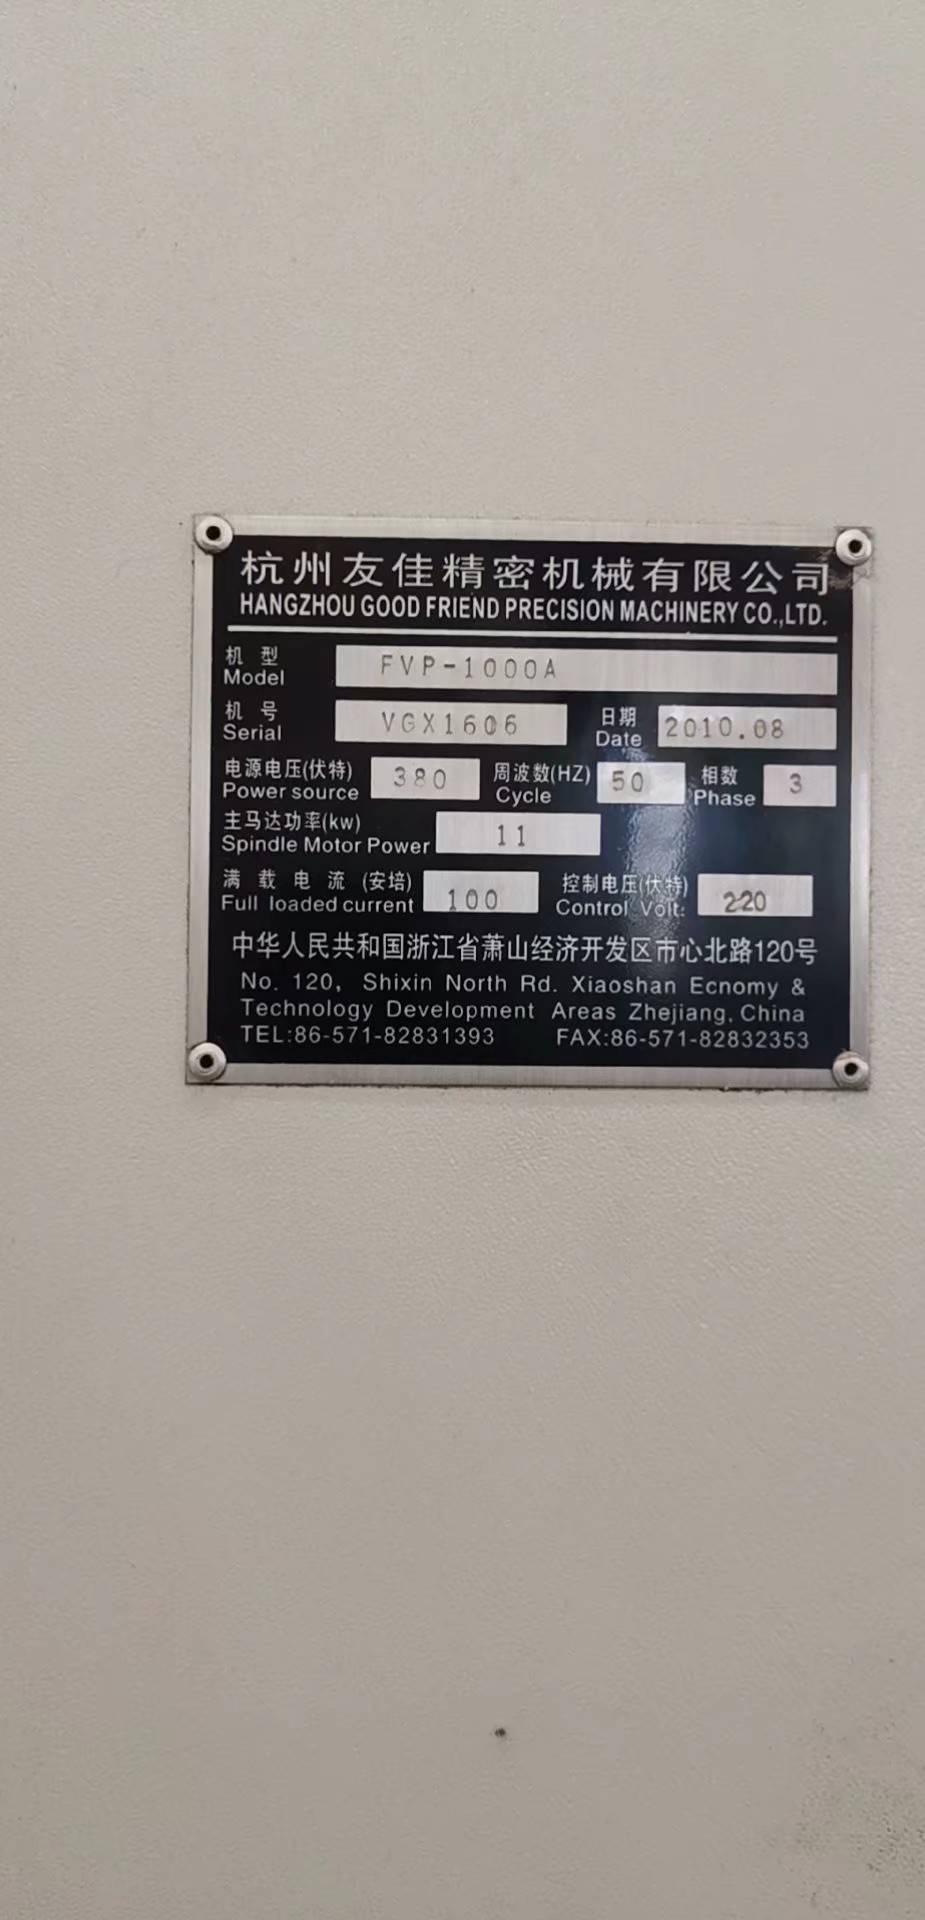 杭州友佳精密机械有限公司
HANGZHOU GOOD FRIEND PRECISION MACHINERY CO.,LTD.
机型 FVP-1000A
Model
机号 VGX1606 日期 2010.08
Serial Date
电源电压(伏特) 380 周波数(HZ) 50 相数 3
Power source Cycle Phase
主马达功率(kw) 11
Spindle Motor Power
满载电流(安培) 100 控制电压(伏特) 220
Full loaded current Control Volt:
中华人民共和国浙江省萧山经济开发区市心北路120号
No. 120, Shixin North Rd. Xiaoshan Ecnomy &
Technology Development Areas Zhejiang, China
TEL:86-571-82831393 FAX:86-571-82832353